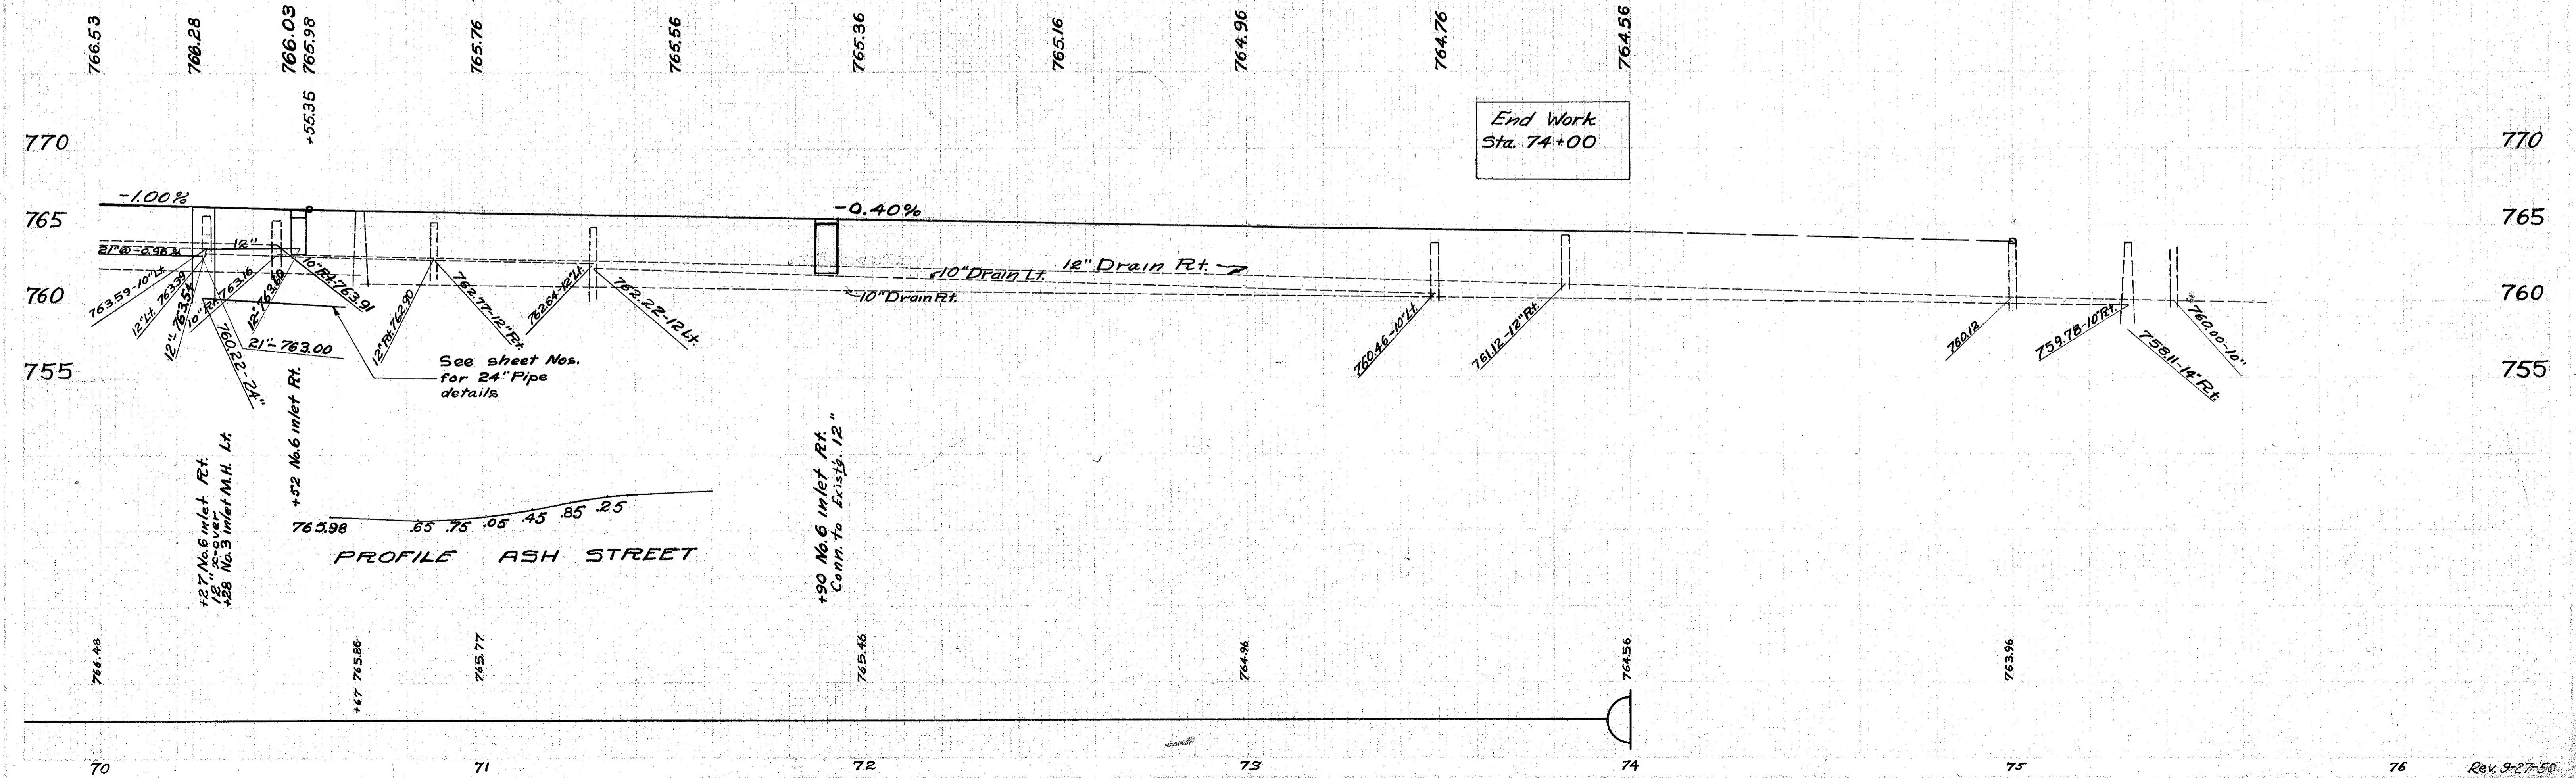 766.53
766.28
766.03
765.98
765.76
765.56
765.36
765.16
764.96
764.76
764.56
+55.35
End Work
Sta. 74+00
770
770
-1.00%
-0.40%
765
765
21" @ -0.96%
12"
10" Drain Lt.
12" Drain Rt.
10" Drain Rt.
760
760
763.59-10" Lt.
12" Lt. 763.39
12"-763.54
10" Rt. 763.16
12"-763.60
10" Rt. 763.91
760.22-24"
21"-763.00
12" Rt. 762.90
762.77-12" Rt.
762.64-12" Lt.
762.22-12 Lt.
760.46-10" Lt.
761.12-12" Rt.
760.12
759.78-10" Rt.
758.11-14" Rt.
760.00-10"
755
755
See sheet Nos.
for 24" Pipe
details
+27 No.6 inlet Rt.
12" x-over
+28 No.3 inlet M.H. Lt.
+52 No.6 inlet Rt.
+90 No.6 inlet Rt.
Conn. to Exist'g. 12"
765.98 .65 .75 .05 .45 .85 .25
PROFILE ASH STREET
766.48
+67 765.86
765.77
765.46
764.96
764.56
763.96
70 71 72 73 74 75 76
Rev. 9-27-50